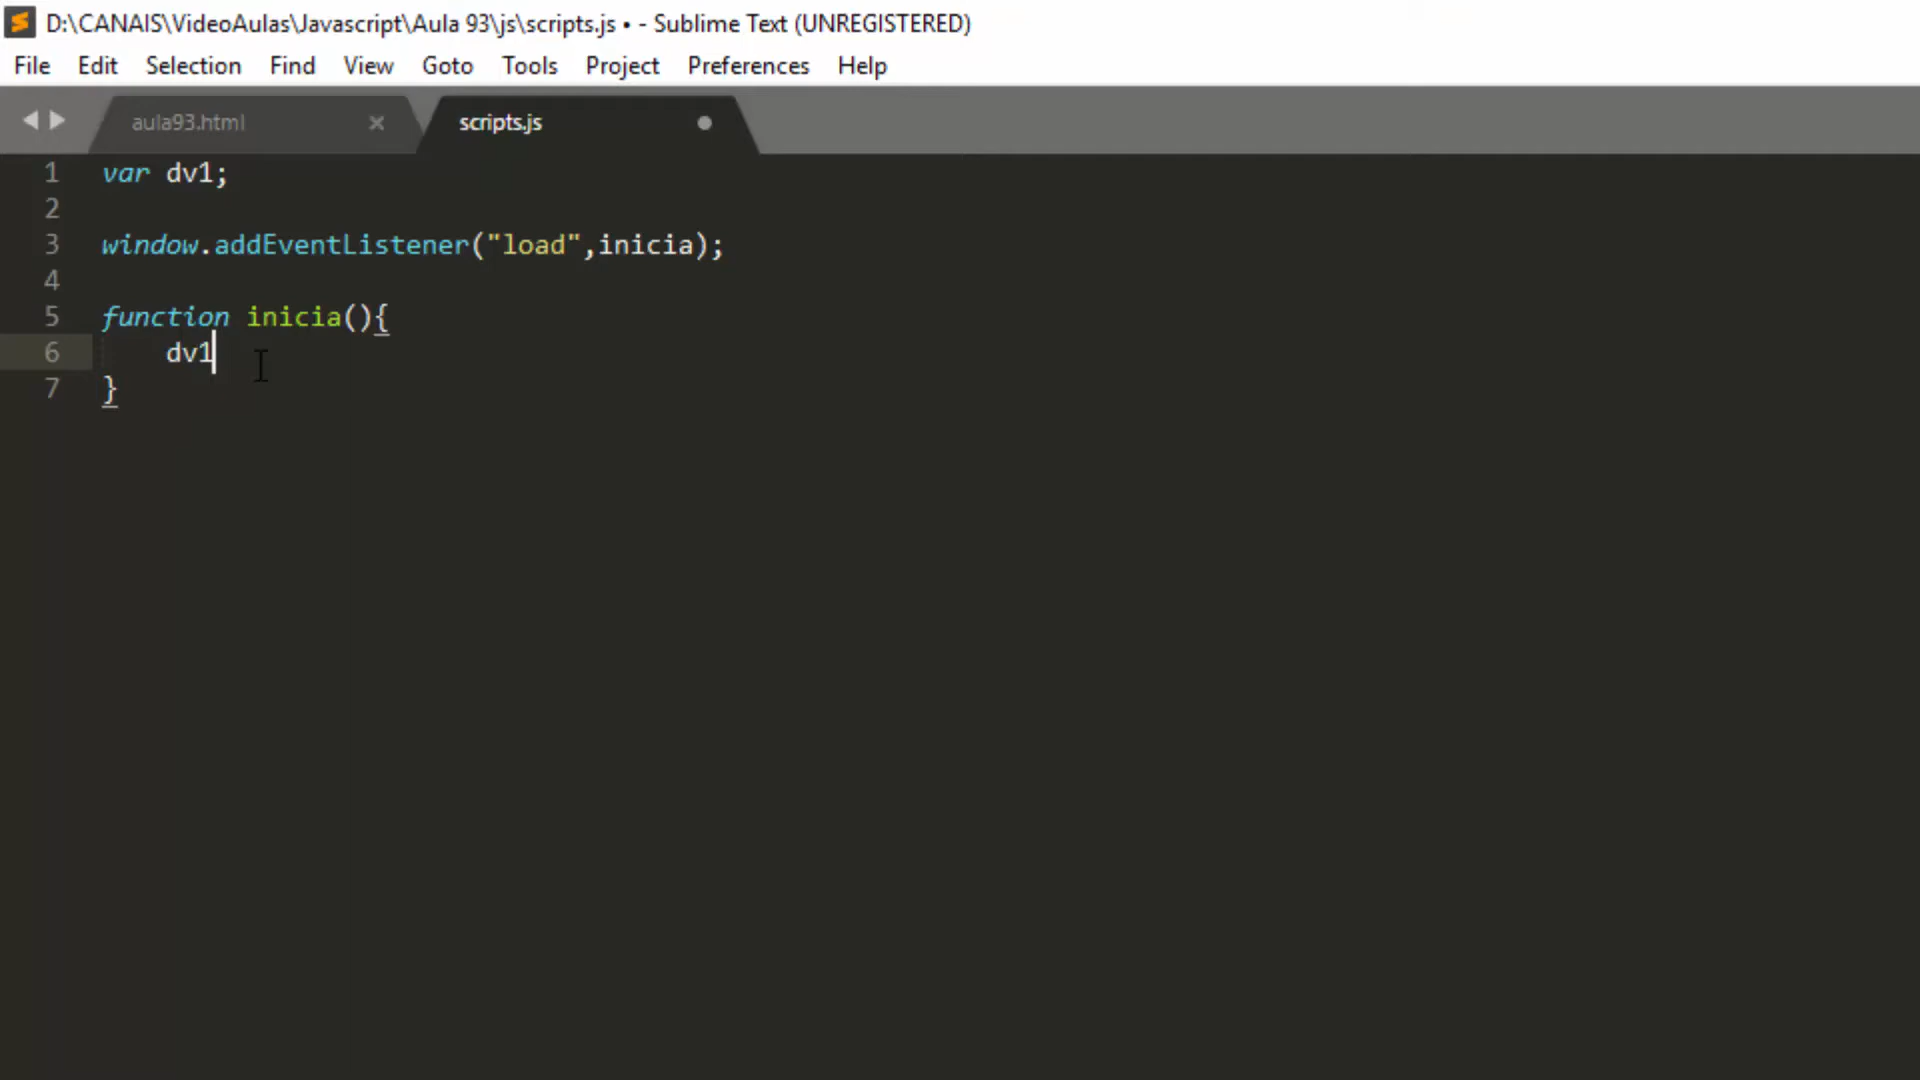 D:\CANAIS\VideoAulas\Javascript\Aula 93\js\scripts.js • - Sublime Text (UNREGISTERED)
File Edit Selection Find View Goto Tools Project Preferences Help
aula93.html scripts.js
1 var dv1;
2
3 window.addEventListener("load",inicia);
4
5 function inicia(){
6 dv1
7 }